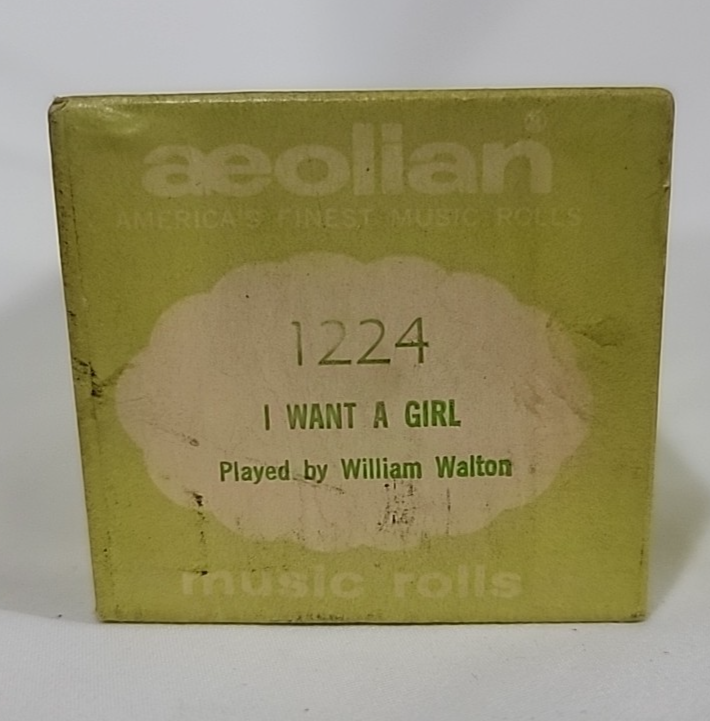 aeolian®
AMERICA'S FINEST MUSIC ROLLS
1224
I WANT A GIRL
Played by William Walton
music rolls